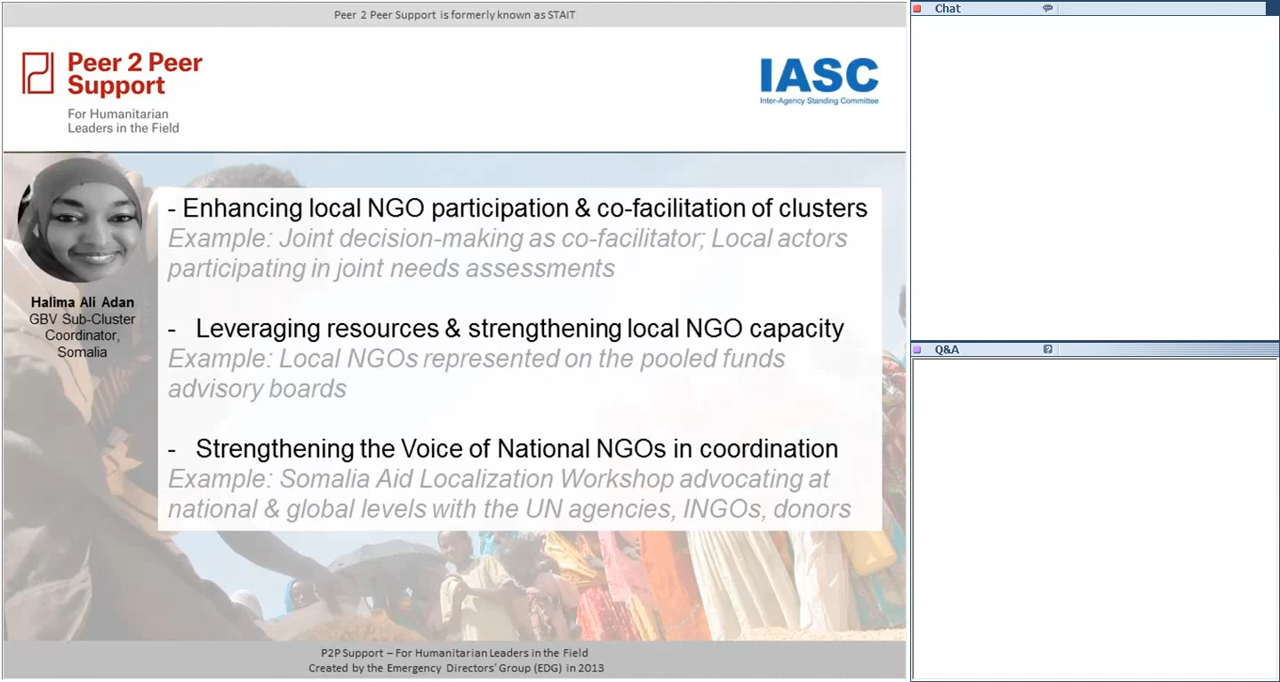 Peer 2 Peer Support is formerly known as STAIT
Peer 2 Peer
Support
For Humanitarian
Leaders in the Field
IASC
Inter-Agency Standing Committee
Halima Ali Adan
GBV Sub-Cluster
Coordinator,
Somalia
- Enhancing local NGO participation & co-facilitation of clusters
Example: Joint decision-making as co-facilitator; Local actors
participating in joint needs assessments
- Leveraging resources & strengthening local NGO capacity
Example: Local NGOs represented on the pooled funds
advisory boards
- Strengthening the Voice of National NGOs in coordination
Example: Somalia Aid Localization Workshop advocating at
national & global levels with the UN agencies, INGOs, donors
P2P Support – For Humanitarian Leaders in the Field
Created by the Emergency Directors' Group (EDG) in 2013
Chat
Q&A